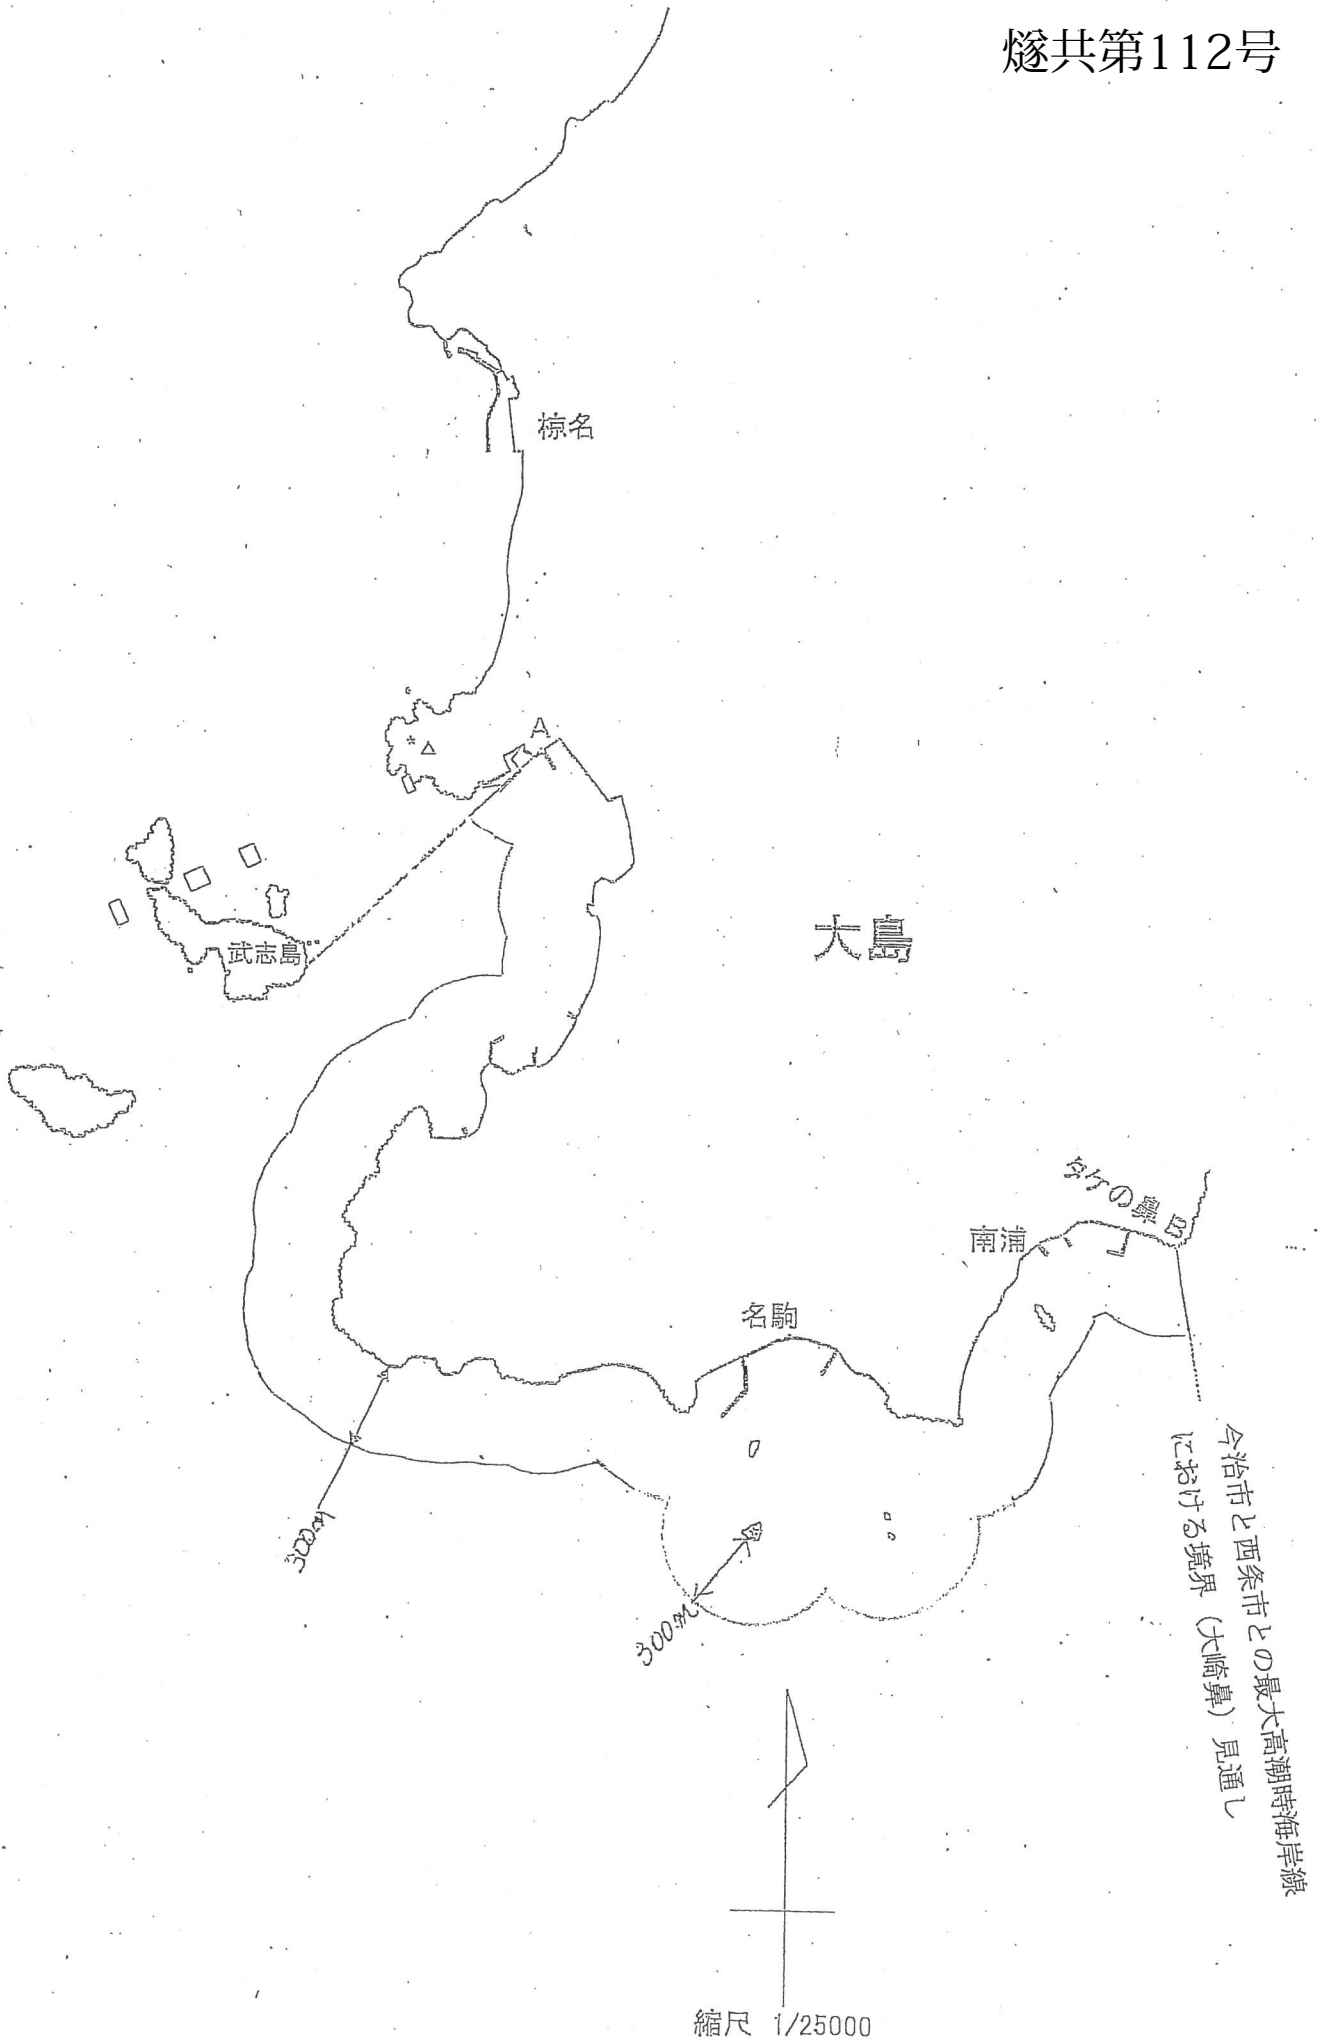 燧共第112号
椋名
A
大島
武志島
タケの鼻 B
南浦
名駒
300m
300m
今治市と西条市との最大高潮時海岸線
における境界(大崎鼻)見通し
縮尺 1/25000